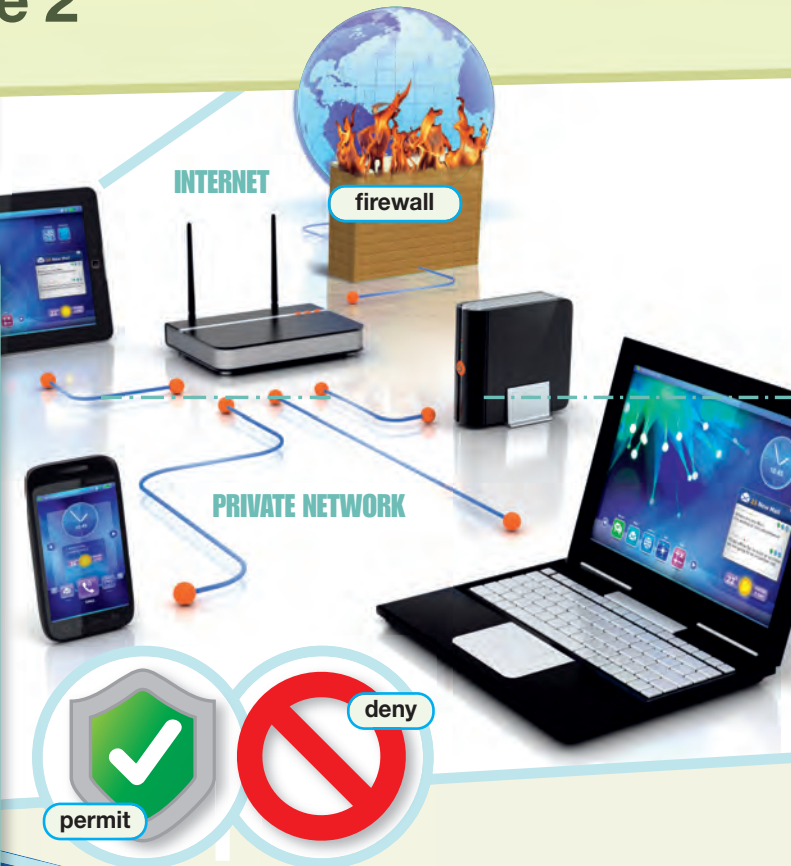 e 2
INTERNET
firewall
PRIVATE NETWORK
deny
permit